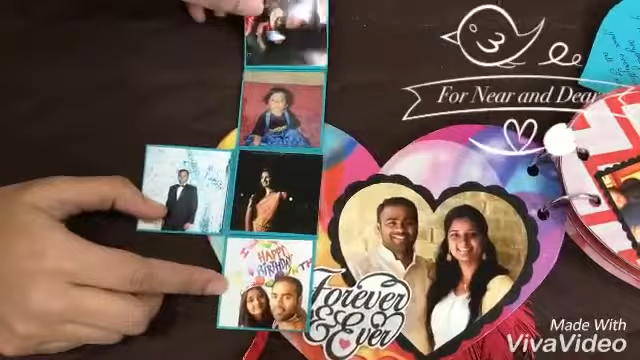 For Near and Dear
HAPPY
BIRTHDAY
Forever
& Ever
Made With
VivaVideo